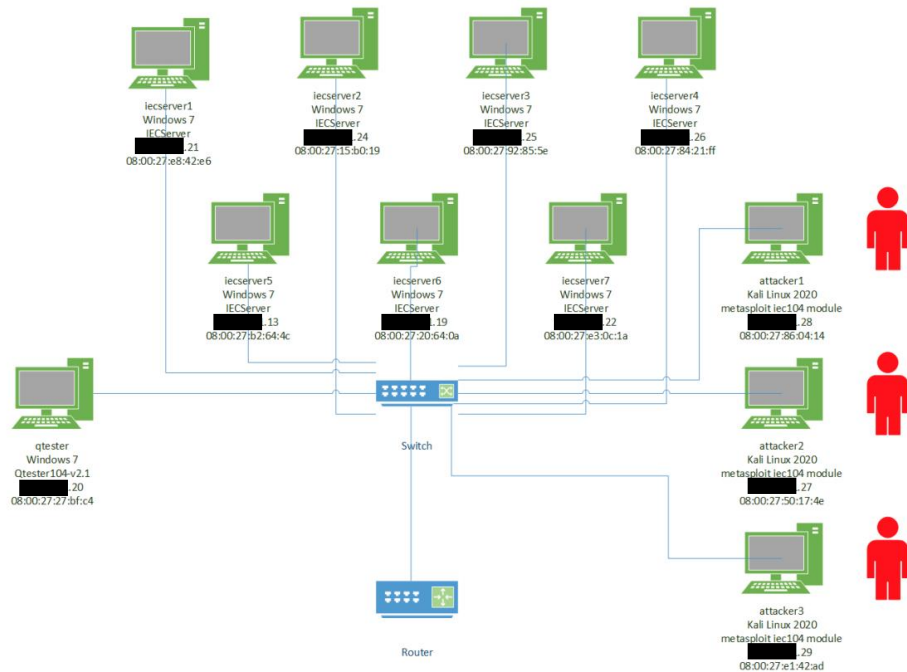 iecserver1
Windows 7
IECServer
.21
08:00:27:e8:42:e6
iecserver2
Windows 7
IECServer
.24
08:00:27:15:b0:19
iecserver3
Windows 7
IECServer
.25
08:00:27:92:85:5e
iecserver4
Windows 7
IECServer
.26
08:00:27:84:21:ff
iecserver5
Windows 7
IECServer
.13
08:00:27:b2:64:4c
iecserver6
Windows 7
IECServer
.19
08:00:27:20:64:0a
iecserver7
Windows 7
IECServer
.22
08:00:27:e3:0c:1a
attacker1
Kali Linux 2020
metasploit iec104 module
.28
08:00:27:86:04:14
qtester
Windows 7
Qtester104-v2.1
.20
08:00:27:27:bf:c4
Switch
attacker2
Kali Linux 2020
metasploit iec104 module
.27
08:00:27:50:17:4e
Router
attacker3
Kali Linux 2020
metasploit iec104 module
.29
08:00:27:e1:42:ad